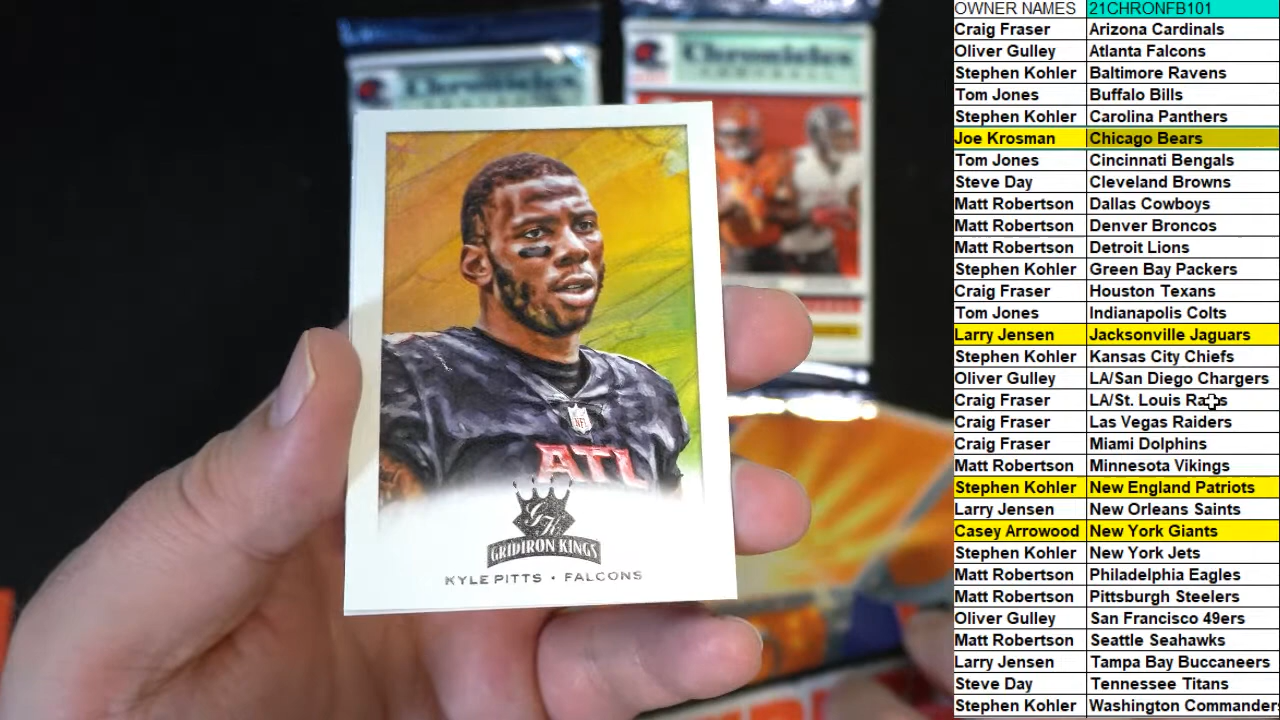 Chronicles
Chronicles
FOOTBALL
NFL
ATL
GK
GRIDIRON KINGS
KYLE PITTS • FALCONS
OWNER NAMES 21CHRONFB101
Craig Fraser Arizona Cardinals
Oliver Gulley Atlanta Falcons
Stephen Kohler Baltimore Ravens
Tom Jones Buffalo Bills
Stephen Kohler Carolina Panthers
Joe Krosman Chicago Bears
Tom Jones Cincinnati Bengals
Steve Day Cleveland Browns
Matt Robertson Dallas Cowboys
Matt Robertson Denver Broncos
Matt Robertson Detroit Lions
Stephen Kohler Green Bay Packers
Craig Fraser Houston Texans
Tom Jones Indianapolis Colts
Larry Jensen Jacksonville Jaguars
Stephen Kohler Kansas City Chiefs
Oliver Gulley LA/San Diego Chargers
Craig Fraser LA/St. Louis Rams
Craig Fraser Las Vegas Raiders
Craig Fraser Miami Dolphins
Matt Robertson Minnesota Vikings
Stephen Kohler New England Patriots
Larry Jensen New Orleans Saints
Casey Arrowood New York Giants
Stephen Kohler New York Jets
Matt Robertson Philadelphia Eagles
Matt Robertson Pittsburgh Steelers
Oliver Gulley San Francisco 49ers
Matt Robertson Seattle Seahawks
Larry Jensen Tampa Bay Buccaneers
Steve Day Tennessee Titans
Stephen Kohler Washington Commander